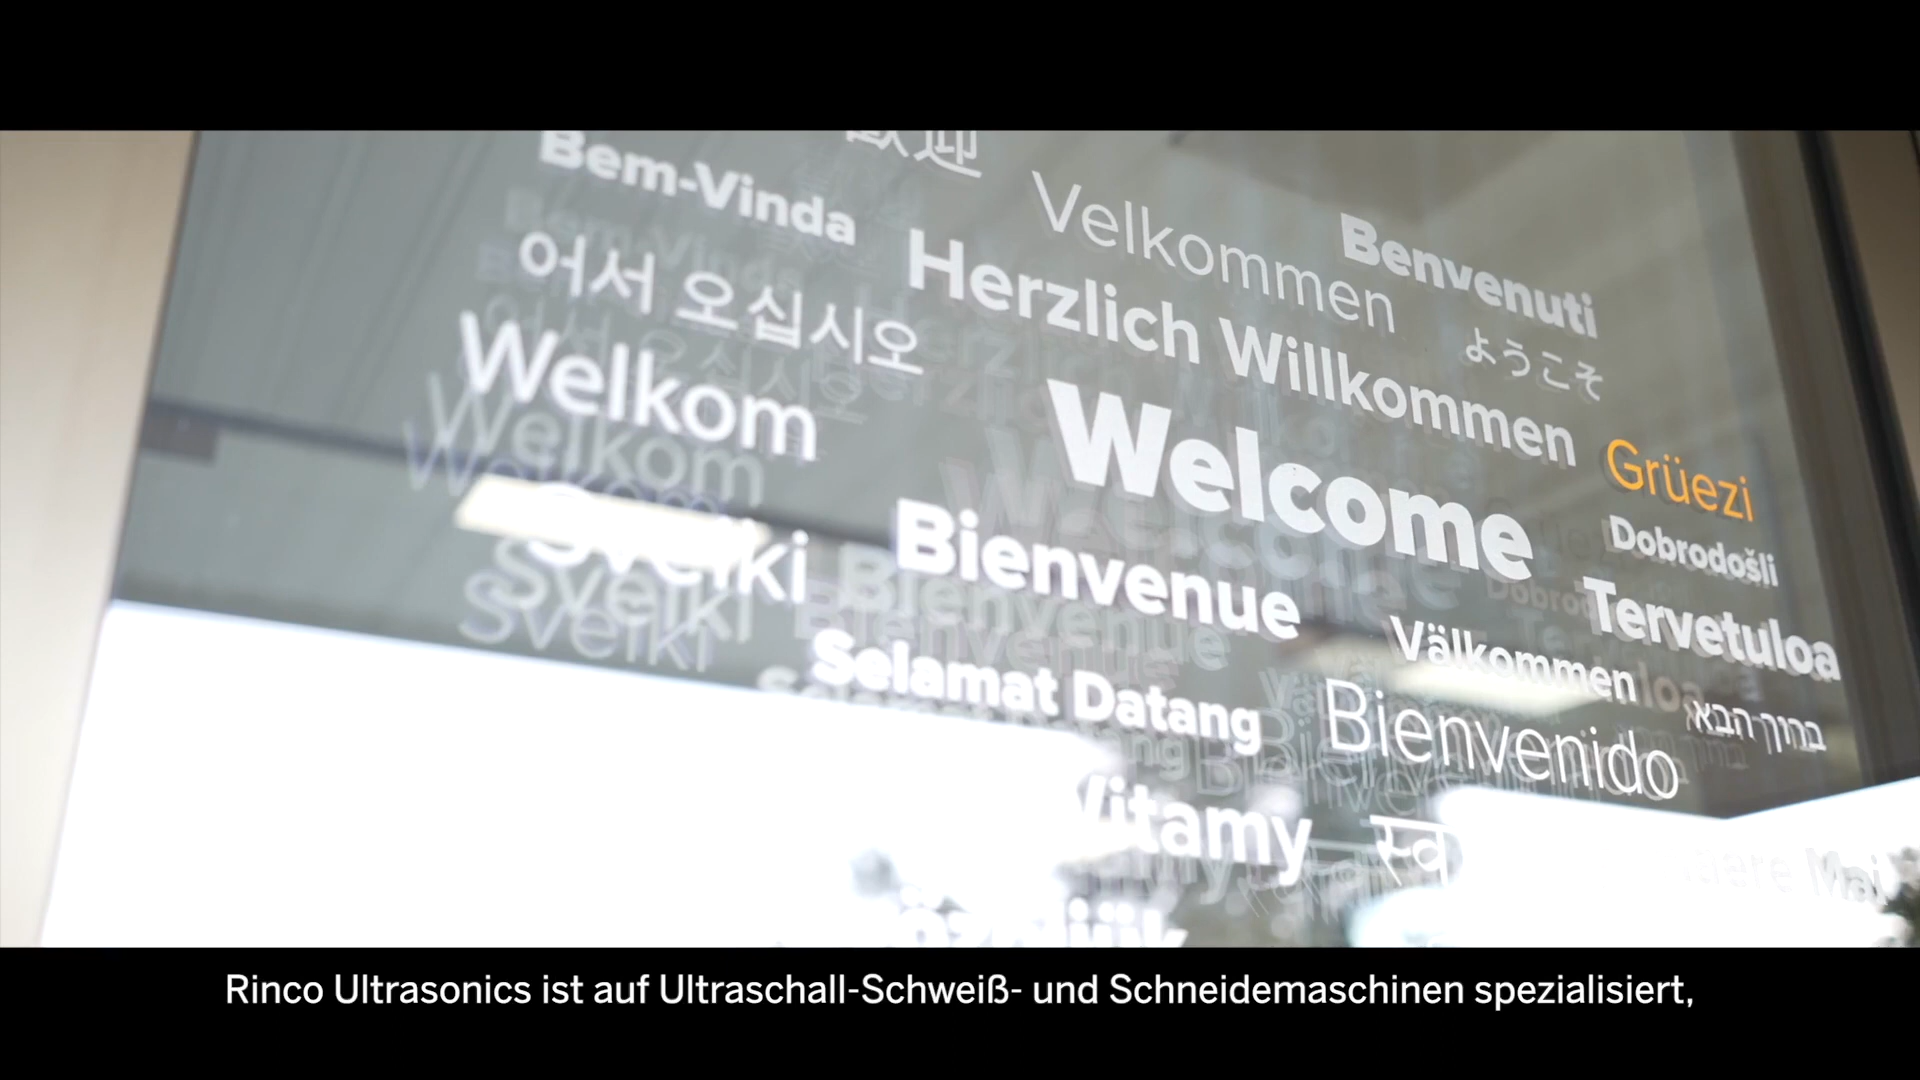 歡迎
Bem-Vinda
Velkommen
Benvenuti
어서 오십시오
Herzlich Willkommen
ようこそ
Welkom
Welcome
Grüezi
Sveiki
Bienvenue
Dobrodošli
Tervetuloa
Selamat Datang
Välkommen
ברוך הבא
Bienvenido
Vitamy
स्व
Rinco Ultrasonics ist auf Ultraschall-Schweiß- und Schneidemaschinen spezialisiert,